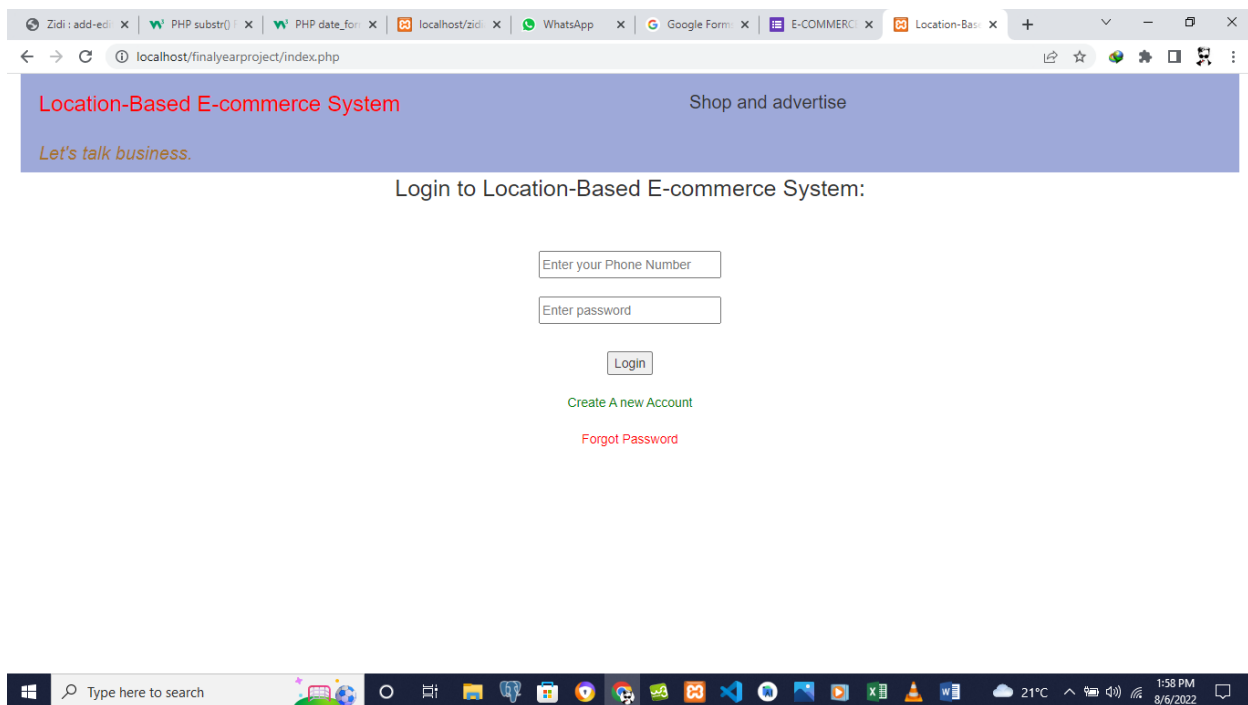 Zidi : add-edi PHP substr() PHP date_for localhost/zidi WhatsApp Google Form E-COMMERC Location-Bas
localhost/finalyearproject/index.php
Location-Based E-commerce System Shop and advertise
Let's talk business.
Login to Location-Based E-commerce System:
Enter your Phone Number
Enter password
Login
Create A new Account
Forgot Password
Type here to search 21°C 1:58 PM
8/6/2022